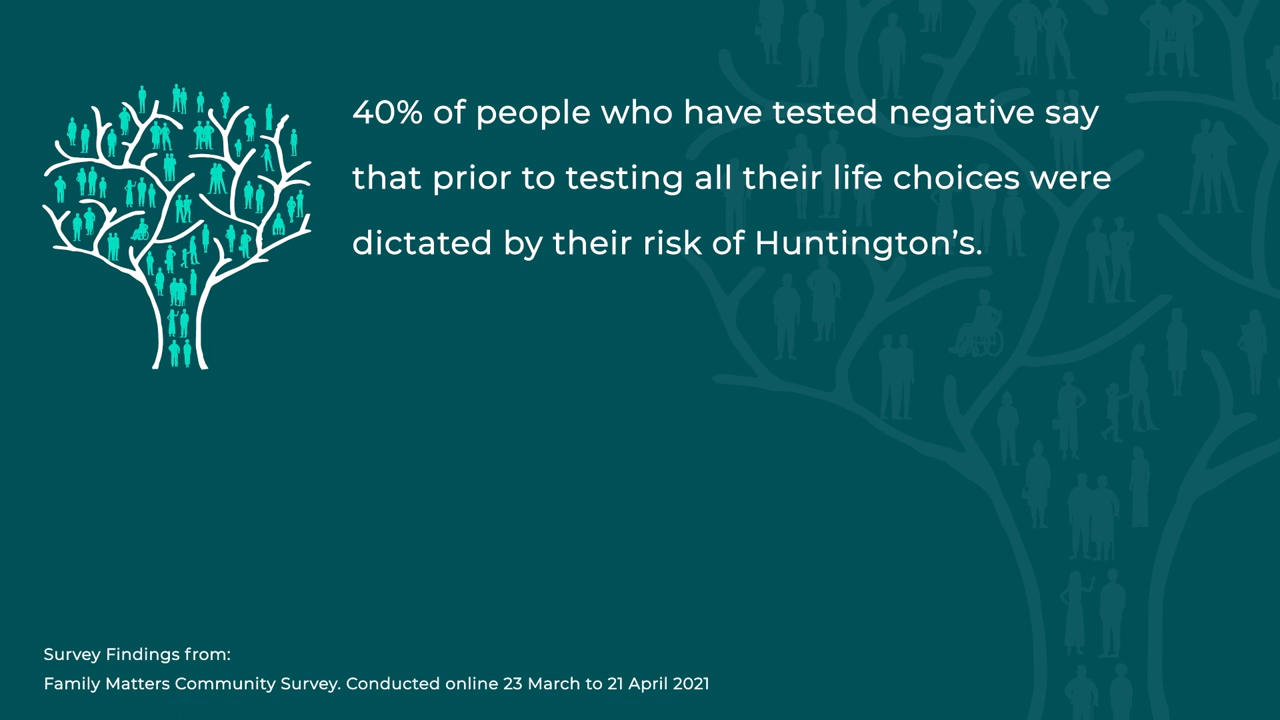 40% of people who have tested negative say
that prior to testing all their life choices were
dictated by their risk of Huntington’s.
Survey Findings from:
Family Matters Community Survey. Conducted online 23 March to 21 April 2021